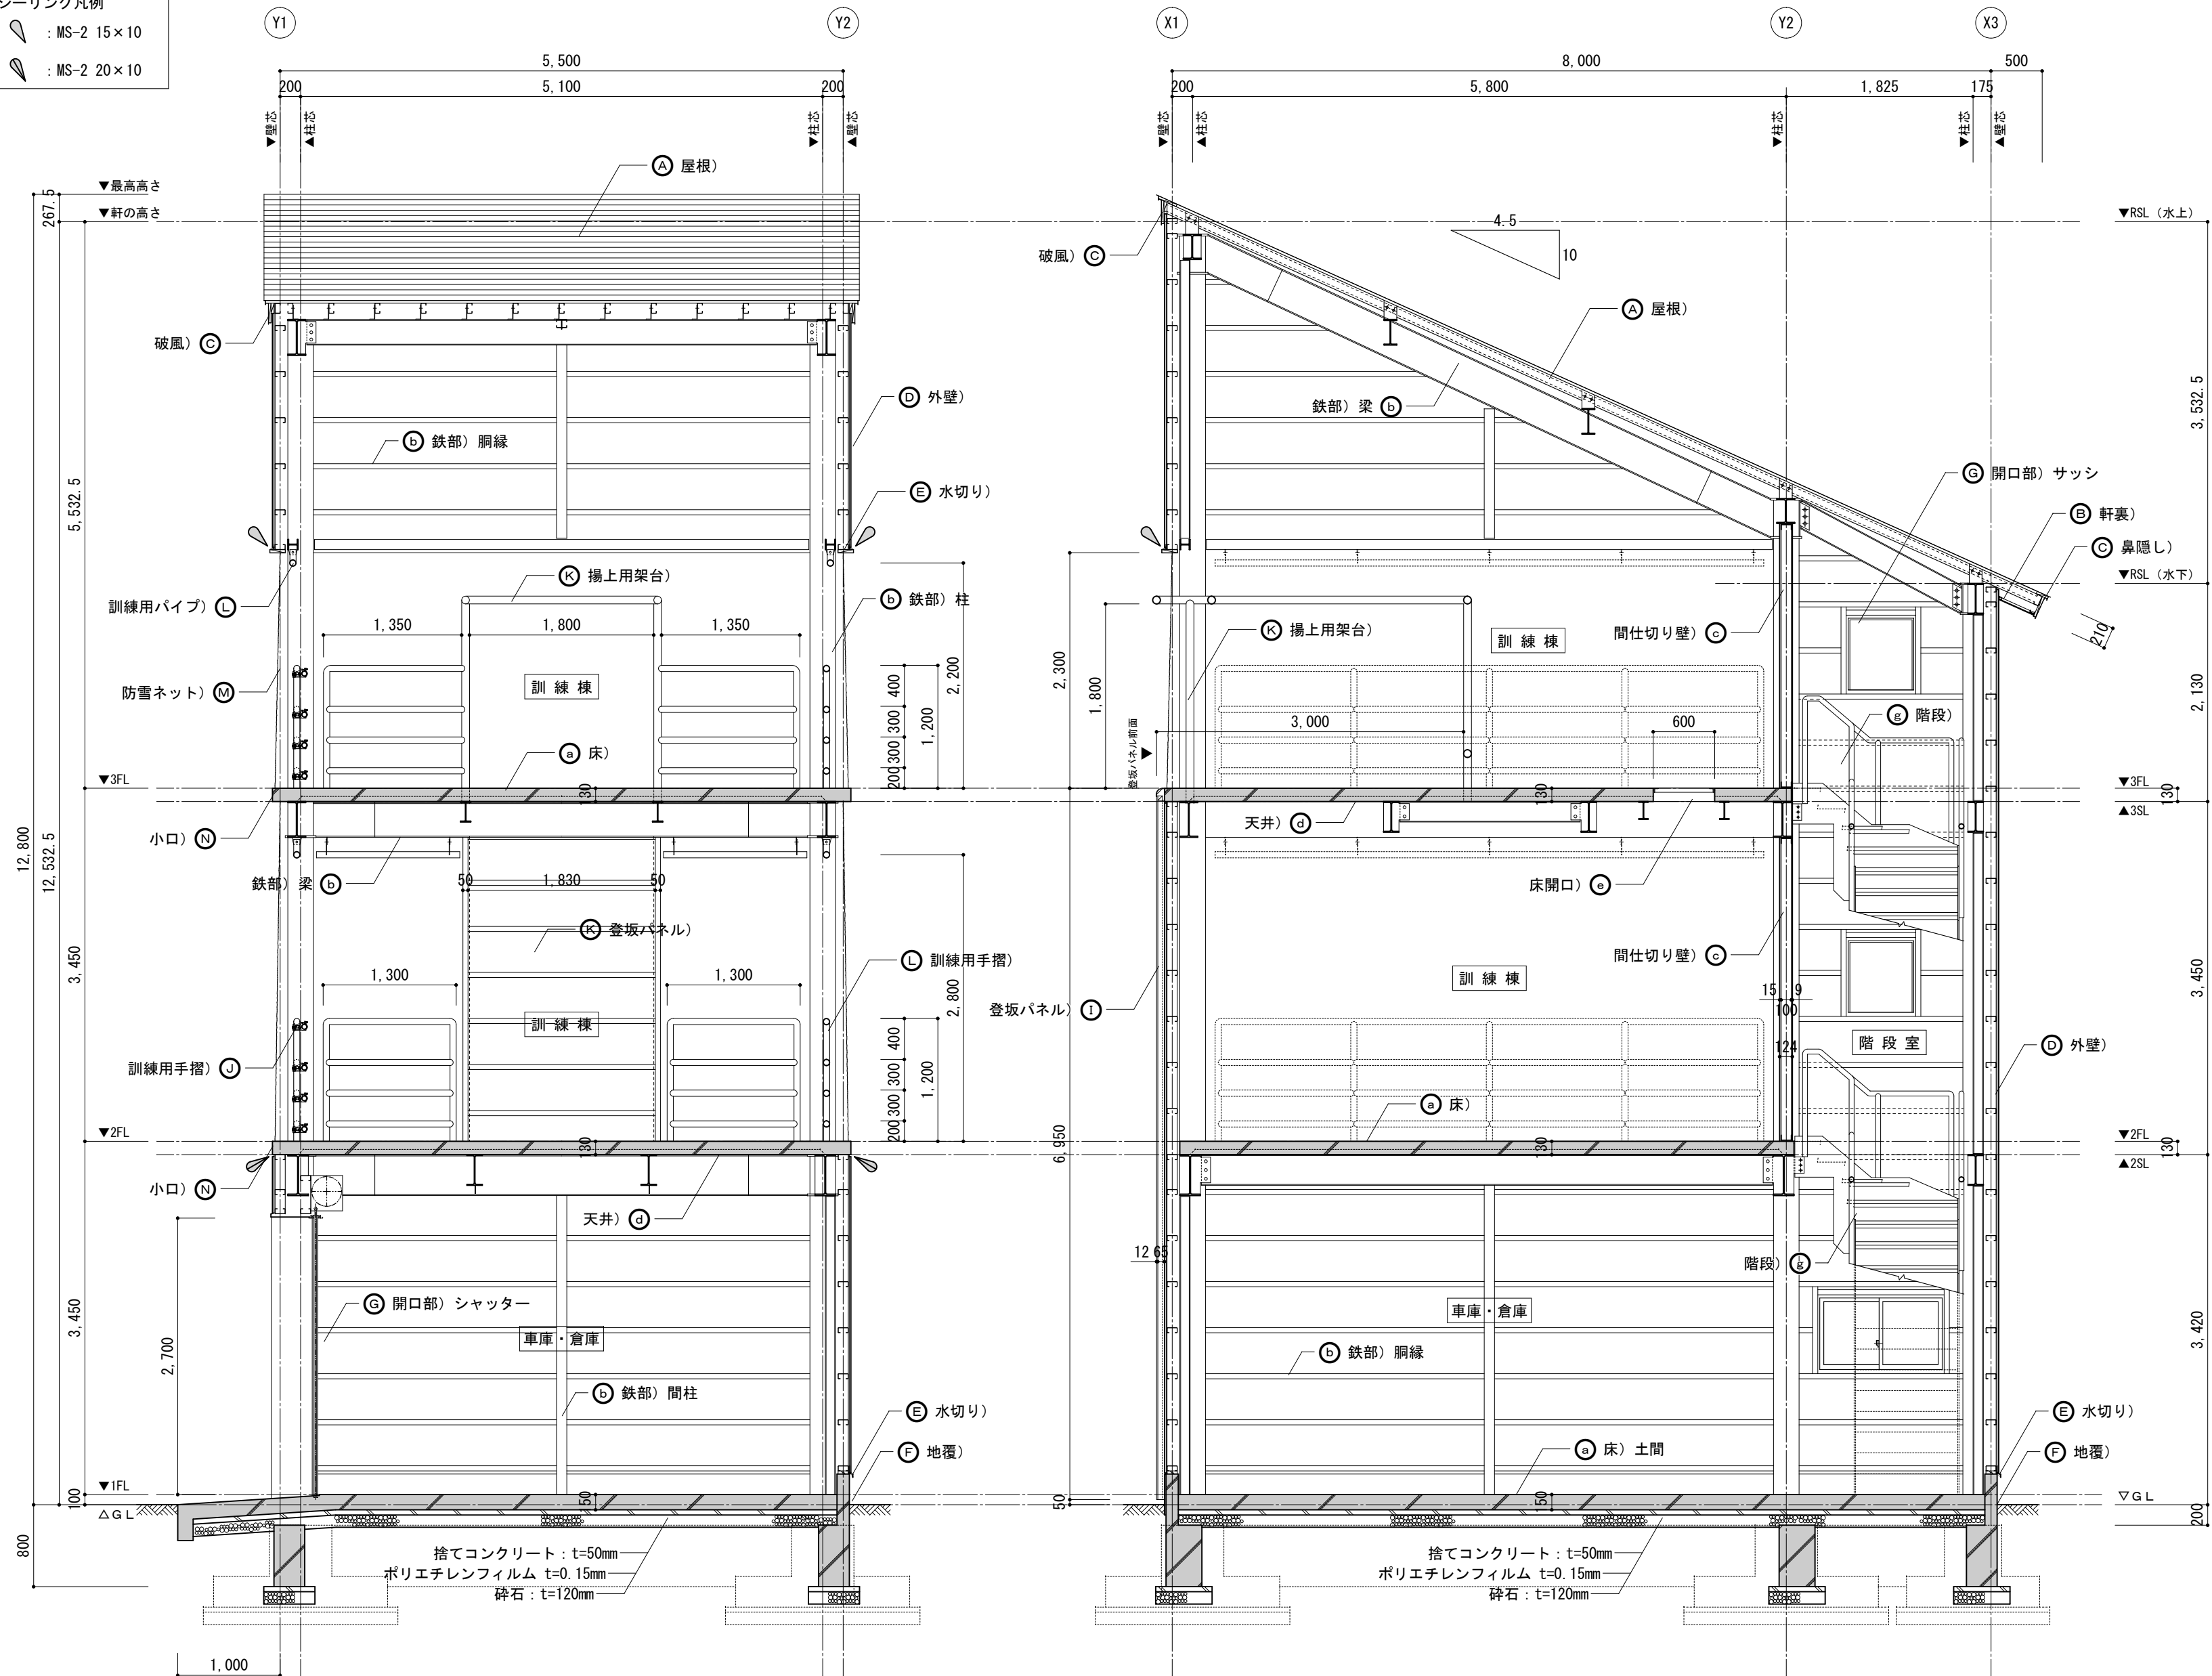 シーリング凡例
: MS-2 15×10
: MS-2 20×10
Y1
Y2
5,500
200
5,100
200
▼壁芯
▲柱芯
▼柱芯
▲壁芯
A 屋根)
▼最高高さ
▼軒の高さ
267.5
破風) C
D 外壁)
b 鉄部) 胴縁
E 水切り)
5,532.5
K 揚上用架台)
訓練用パイプ) L
b 鉄部) 柱
1,350
1,800
1,350
防雪ネット) M
訓 練 棟
400
300
300
200
1,200
2,200
a 床)
▼3FL
130
小口) N
12,800
12,532.5
鉄部) 梁 b
50
1,830
50
K 登坂パネル)
3,450
L 訓練用手摺)
1,300
1,300
2,800
訓 練 棟
400
300
300
200
1,200
訓練用手摺) J
▼2FL
130
小口) N
天井) d
G 開口部) シャッター
3,450
2,700
車庫・倉庫
b 鉄部) 間柱
E 水切り)
F 地覆)
▼1FL
100
△GL
150
800
捨てコンクリート：t=50mm
ポリエチレンフィルム t=0.15mm
砕石：t=120mm
1,000
X1
Y2
X3
8,000
500
200
5,800
1,825
175
▼壁芯
▲柱芯
▼柱芯
▼柱芯
▲壁芯
▼RSL (水上)
4.5
10
破風) C
A 屋根)
鉄部) 梁 b
3,532.5
G 開口部) サッシ
B 軒裏)
C 鼻隠し)
▼RSL (水下)
210
K 揚上用架台)
訓 練 棟
間仕切り壁) c
2,300
1,800
登坂パネル前面
▼
3,000
600
g 階段)
2,130
▼3FL
130
130
▲3SL
天井) d
床開口) e
間仕切り壁) c
訓 練 棟
登坂パネル) I
15
9
100
124
階 段 室
D 外壁)
3,450
a 床)
6,950
▼2FL
130
130
▲2SL
12
65
階段) g
車庫・倉庫
b 鉄部) 胴縁
3,420
E 水切り)
a 床) 土間
F 地覆)
50
150
▽GL
200
捨てコンクリート：t=50mm
ポリエチレンフィルム t=0.15mm
砕石：t=120mm